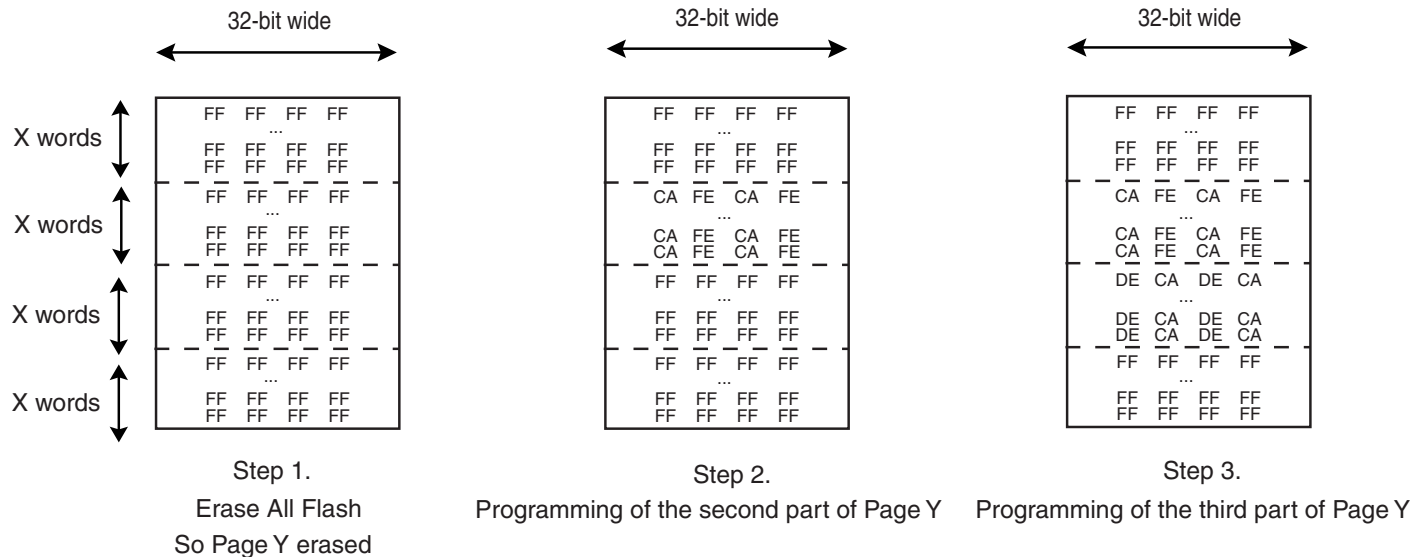 32-bit wide
X words
FF FF FF FF
...
FF FF FF FF
FF FF FF FF
X words
FF FF FF FF
...
FF FF FF FF
FF FF FF FF
X words
FF FF FF FF
...
FF FF FF FF
FF FF FF FF
X words
FF FF FF FF
...
FF FF FF FF
FF FF FF FF
Step 1.
Erase All Flash
So Page Y erased
32-bit wide
FF FF FF FF
...
FF FF FF FF
FF FF FF FF
CA FE CA FE
...
CA FE CA FE
CA FE CA FE
FF FF FF FF
...
FF FF FF FF
FF FF FF FF
FF FF FF FF
...
FF FF FF FF
FF FF FF FF
Step 2.
Programming of the second part of Page Y
32-bit wide
FF FF FF FF
...
FF FF FF FF
FF FF FF FF
CA FE CA FE
...
CA FE CA FE
CA FE CA FE
DE CA DE CA
...
DE CA DE CA
DE CA DE CA
FF FF FF FF
...
FF FF FF FF
FF FF FF FF
Step 3.
Programming of the third part of Page Y